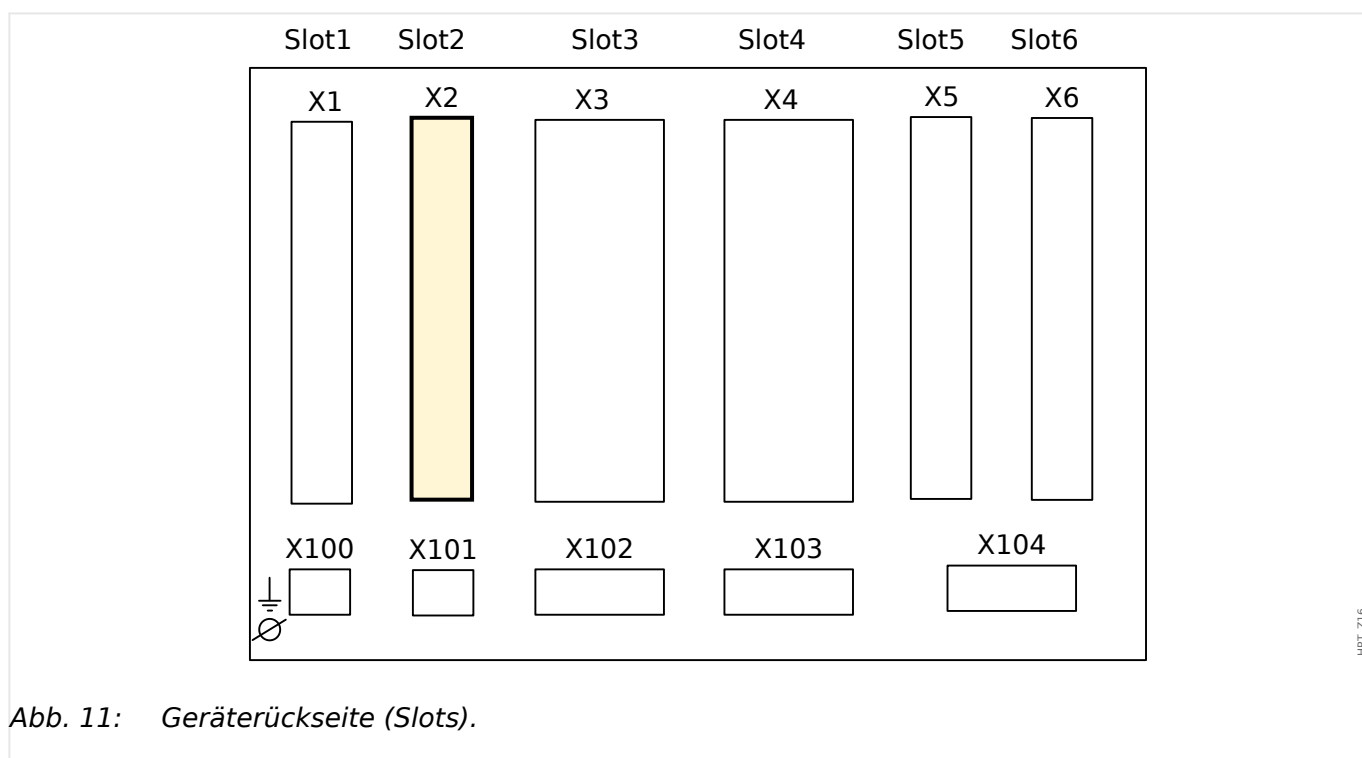 Slot1 Slot2 Slot3 Slot4 Slot5 Slot6
X1 X2 X3 X4 X5 X6
X100 X101 X102 X103 X104
Abb. 11: Geräterückseite (Slots).